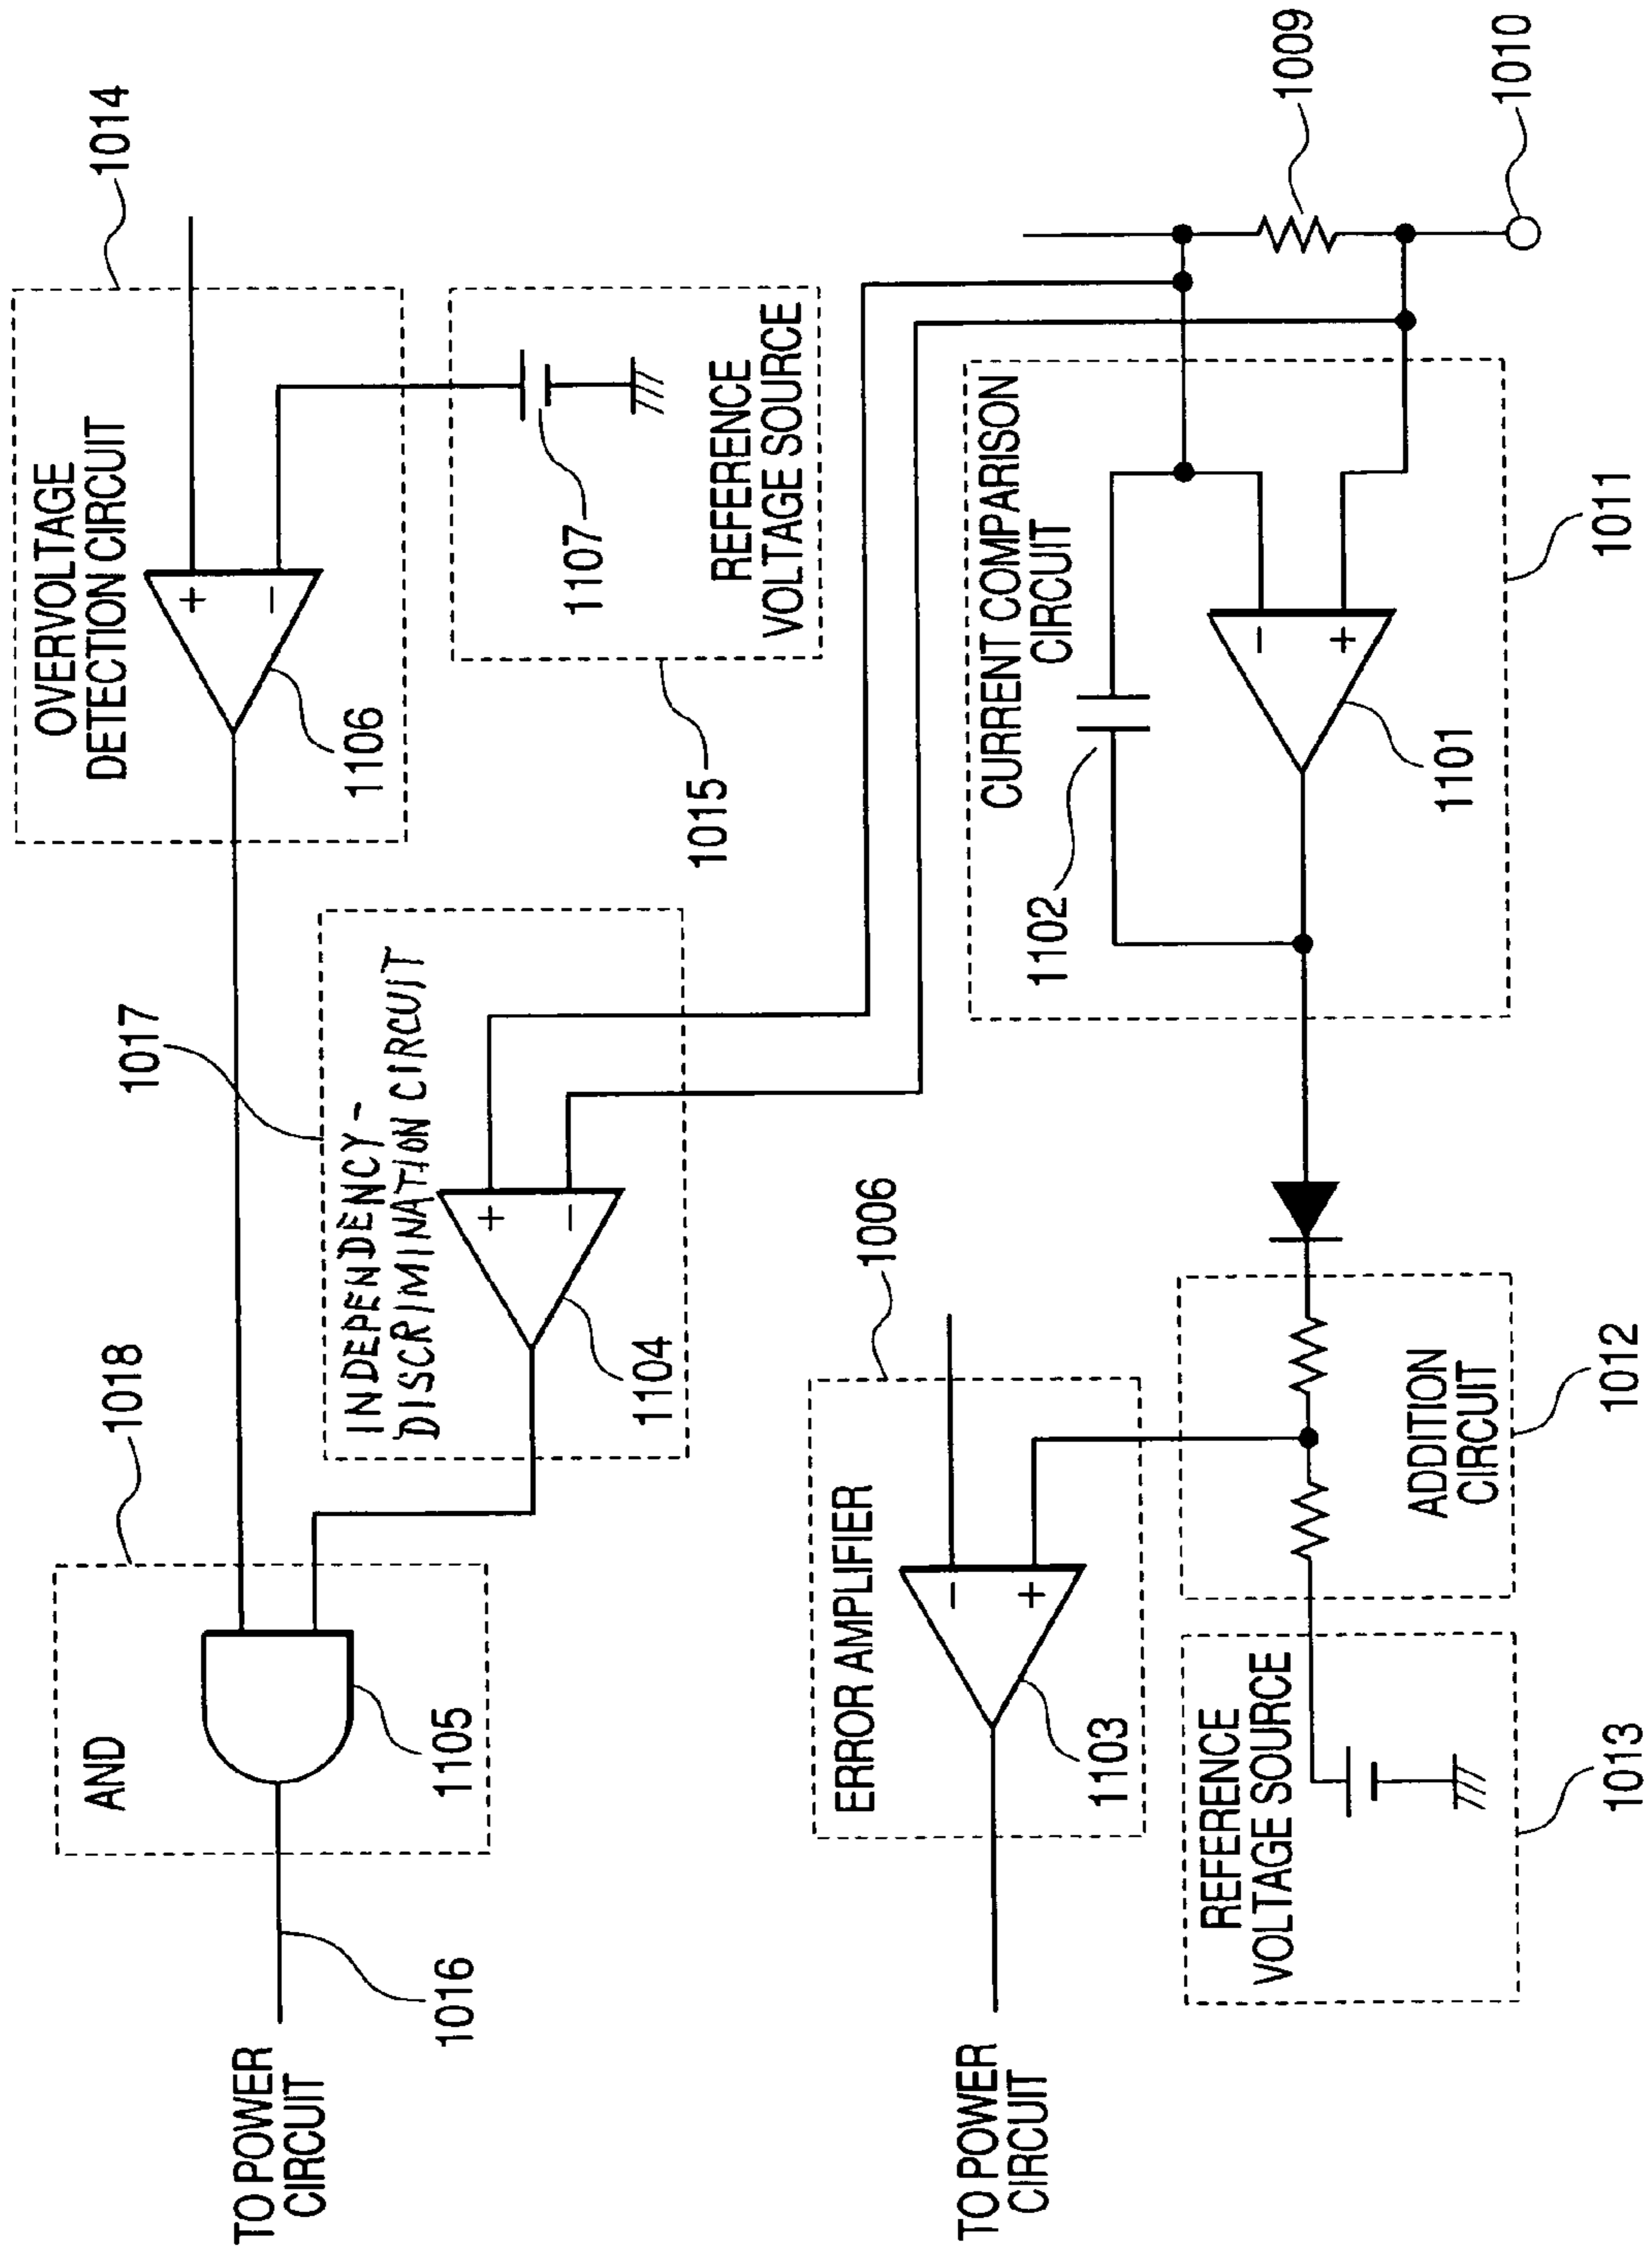 1014
OVERVOLTAGE
DETECTION CIRCUIT
+
−
1106
1107
REFERENCE
VOLTAGE SOURCE
1015
1009
1010
CURRENT COMPARISON
CIRCUIT
1102
−
+
1101
1011
1017
INDEPENDENCY-
DISCRIMINATION CIRCUIT
+
−
1104
1018
AND
1105
1016
TO POWER
CIRCUIT
1006
ERROR AMPLIFIER
−
+
1103
TO POWER
CIRCUIT
ADDITION
CIRCUIT
1012
REFERENCE
VOLTAGE SOURCE
1013